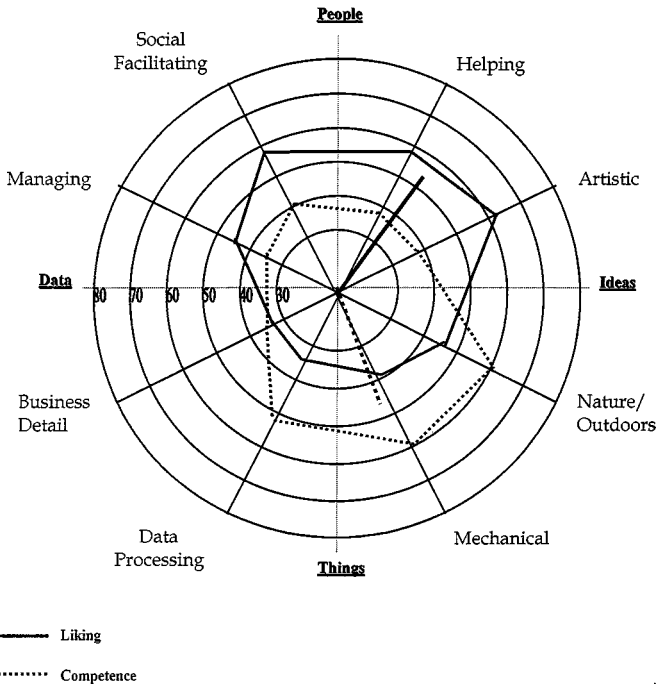 People
Social
Facilitating
Helping
Managing
Artistic
Data
Ideas
80 70 60 50 40 30
Business
Detail
Nature/
Outdoors
Data
Processing
Mechanical
Things
Liking
Competence